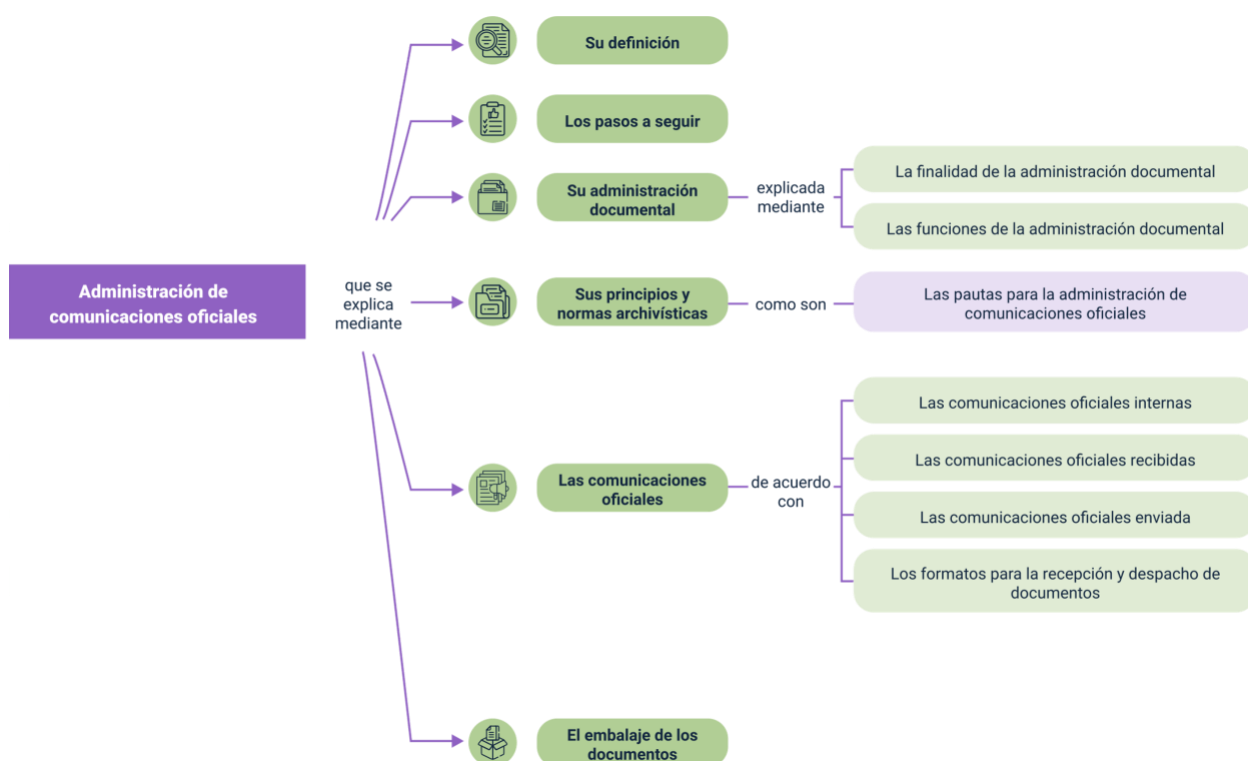 Su definición
Los pasos a seguir
Su administración
documental
explicada
mediante
La finalidad de la administración documental
Las funciones de la administración documental
Administración de
comunicaciones oficiales
que se
explica
mediante
Sus principios y
normas archivísticas
como son
Las pautas para la administración de
comunicaciones oficiales
Las comunicaciones
oficiales
de acuerdo
con
Las comunicaciones oficiales internas
Las comunicaciones oficiales recibidas
Las comunicaciones oficiales enviada
Los formatos para la recepción y despacho de
documentos
El embalaje de los
documentos